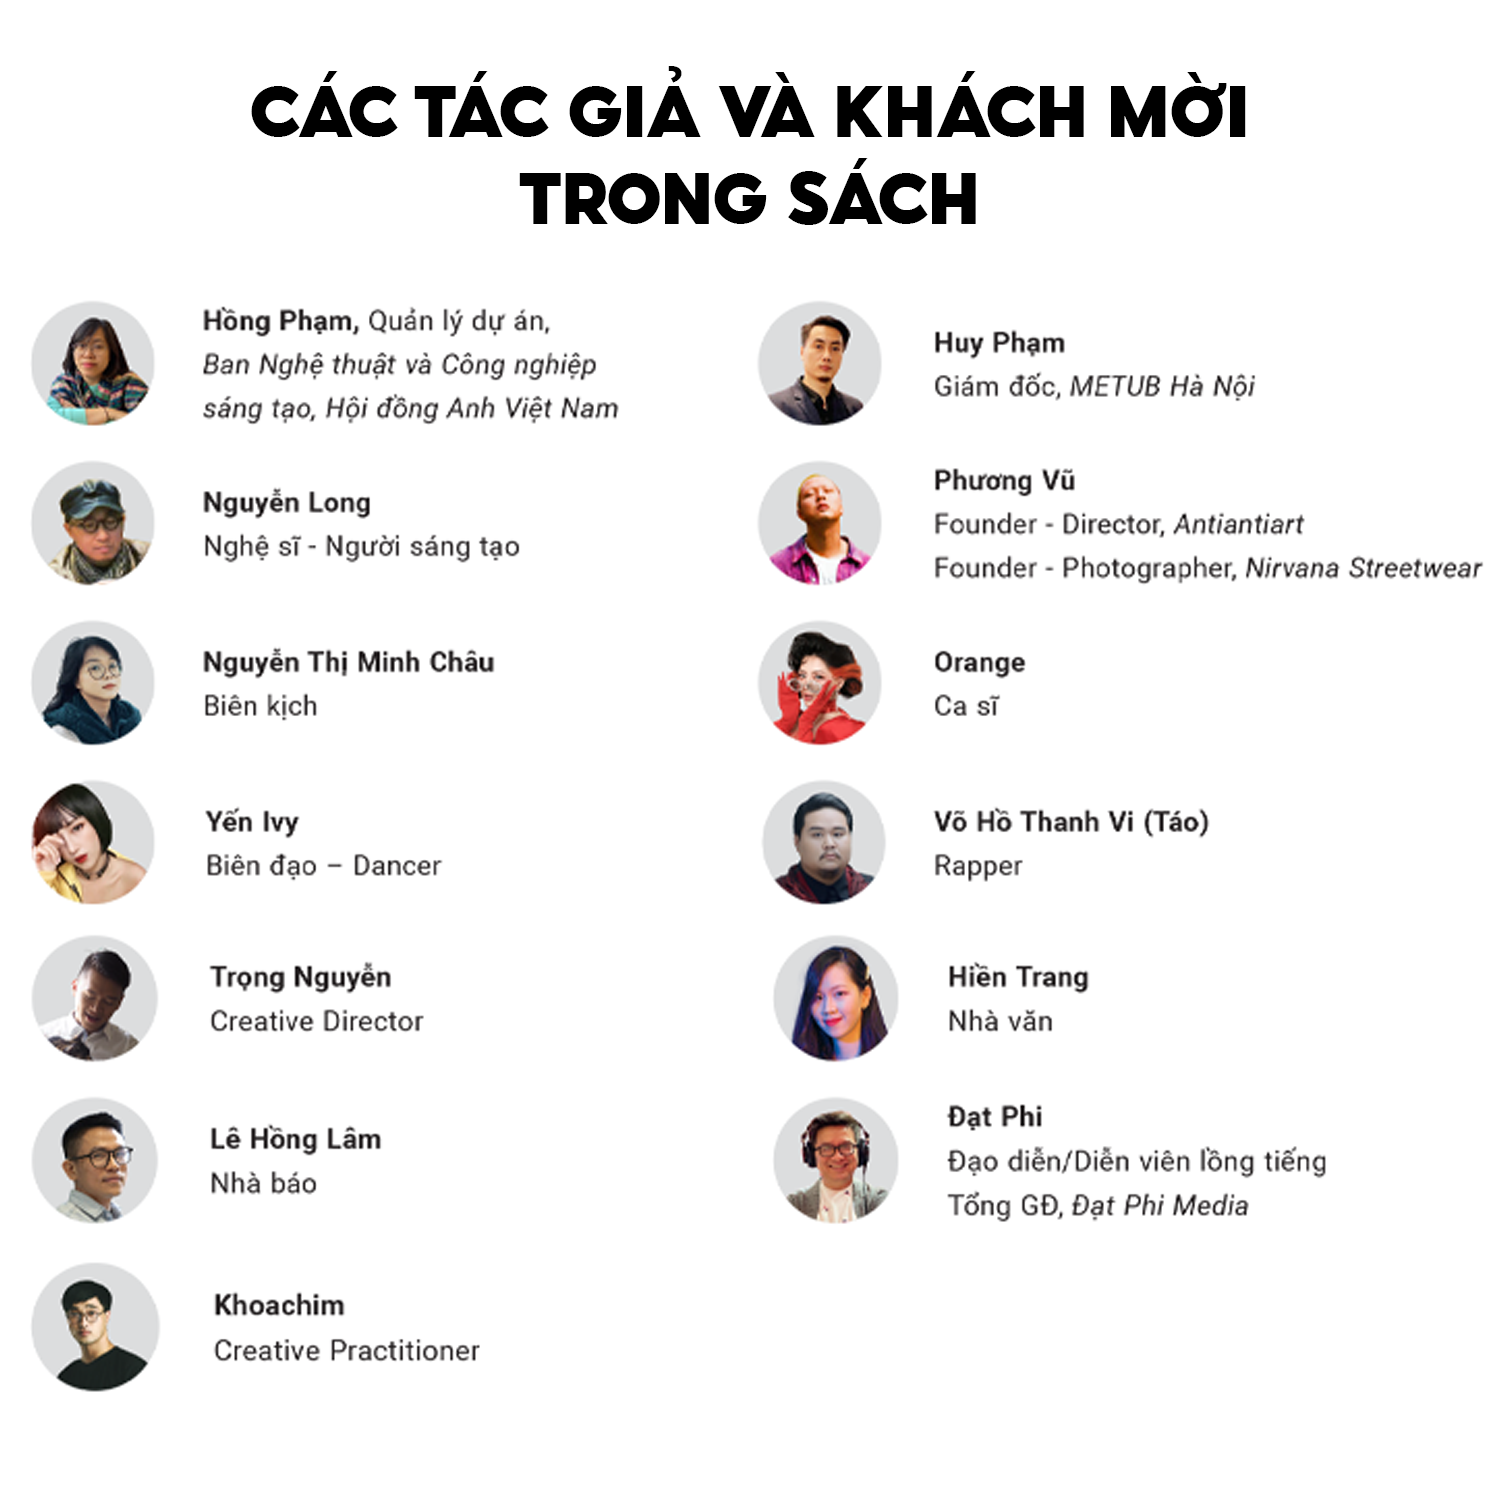 CÁC TÁC GIẢ VÀ KHÁCH MỜI
TRONG SÁCH
Hồng Phạm, Quản lý dự án,
Ban Nghệ thuật và Công nghiệp
sáng tạo, Hội đồng Anh Việt Nam
Nguyễn Long
Nghệ sĩ - Người sáng tạo
Nguyễn Thị Minh Châu
Biên kịch
Yến Ivy
Biên đạo – Dancer
Trọng Nguyễn
Creative Director
Lê Hồng Lâm
Nhà báo
Khoachim
Creative Practitioner
Huy Phạm
Giám đốc, METUB Hà Nội
Phương Vũ
Founder - Director, Antiantiart
Founder - Photographer, Nirvana Streetwear
Orange
Ca sĩ
Võ Hồ Thanh Vi (Táo)
Rapper
Hiền Trang
Nhà văn
Đạt Phi
Đạo diễn/Diễn viên lồng tiếng
Tổng GĐ, Đạt Phi Media